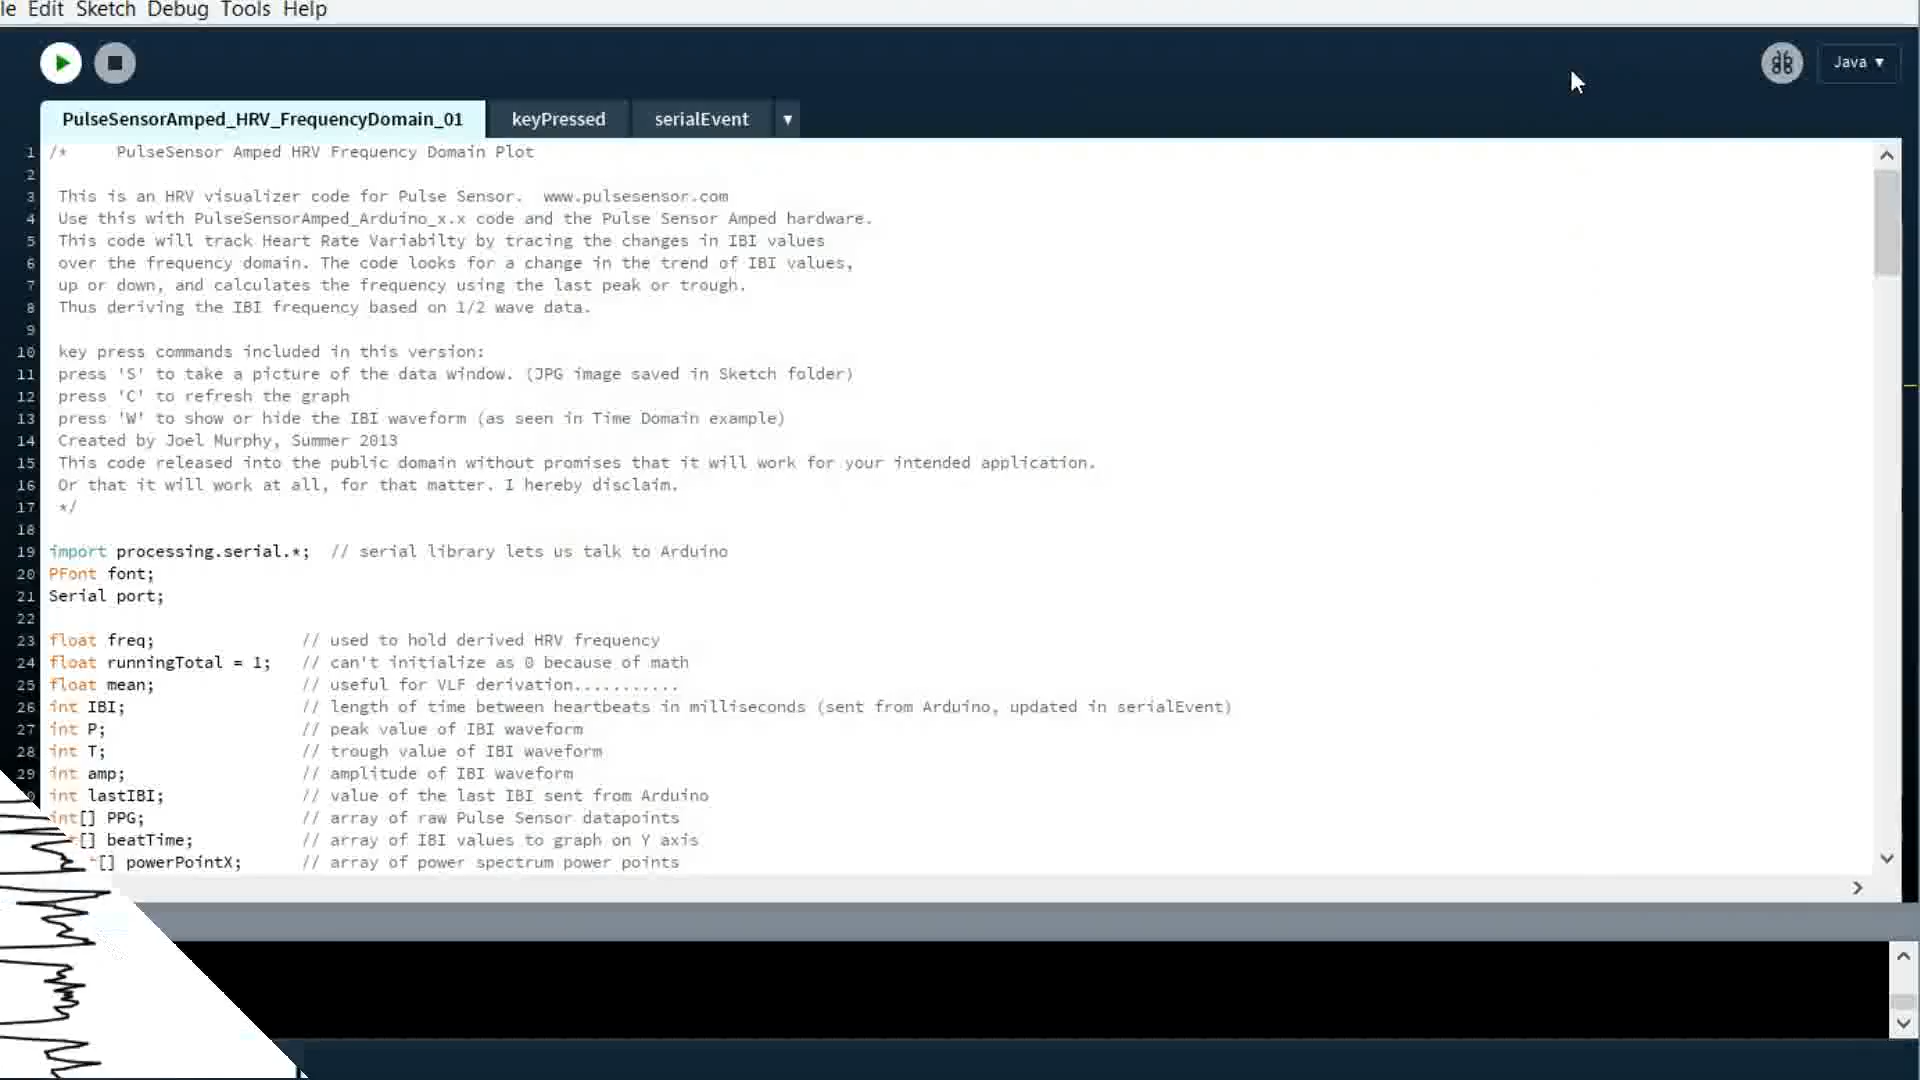 le Edit Sketch Debug Tools Help
Java ▼
PulseSensorAmped_HRV_FrequencyDomain_01 keyPressed serialEvent ▼
1 /* PulseSensor Amped HRV Frequency Domain Plot
2
3 This is an HRV visualizer code for Pulse Sensor. www.pulsesensor.com
4 Use this with PulseSensorAmped_Arduino_x.x code and the Pulse Sensor Amped hardware.
5 This code will track Heart Rate Variabilty by tracing the changes in IBI values
6 over the frequency domain. The code looks for a change in the trend of IBI values,
7 up or down, and calculates the frequency using the last peak or trough.
8 Thus deriving the IBI frequency based on 1/2 wave data.
9
10 key press commands included in this version:
11 press 'S' to take a picture of the data window. (JPG image saved in Sketch folder)
12 press 'C' to refresh the graph
13 press 'W' to show or hide the IBI waveform (as seen in Time Domain example)
14 Created by Joel Murphy, Summer 2013
15 This code released into the public domain without promises that it will work for your intended application.
16 Or that it will work at all, for that matter. I hereby disclaim.
17 */
18
19 import processing.serial.*; // serial library lets us talk to Arduino
20 PFont font;
21 Serial port;
22
23 float freq; // used to hold derived HRV frequency
24 float runningTotal = 1; // can't initialize as 0 because of math
25 float mean; // useful for VLF derivation...........
26 int IBI; // length of time between heartbeats in milliseconds (sent from Arduino, updated in serialEvent)
27 int P; // peak value of IBI waveform
28 int T; // trough value of IBI waveform
29 int amp; // amplitude of IBI waveform
0 int lastIBI; // value of the last IBI sent from Arduino
int[] PPG; // array of raw Pulse Sensor datapoints
t[] beatTime; // array of IBI values to graph on Y axis
[] powerPointX; // array of power spectrum power points